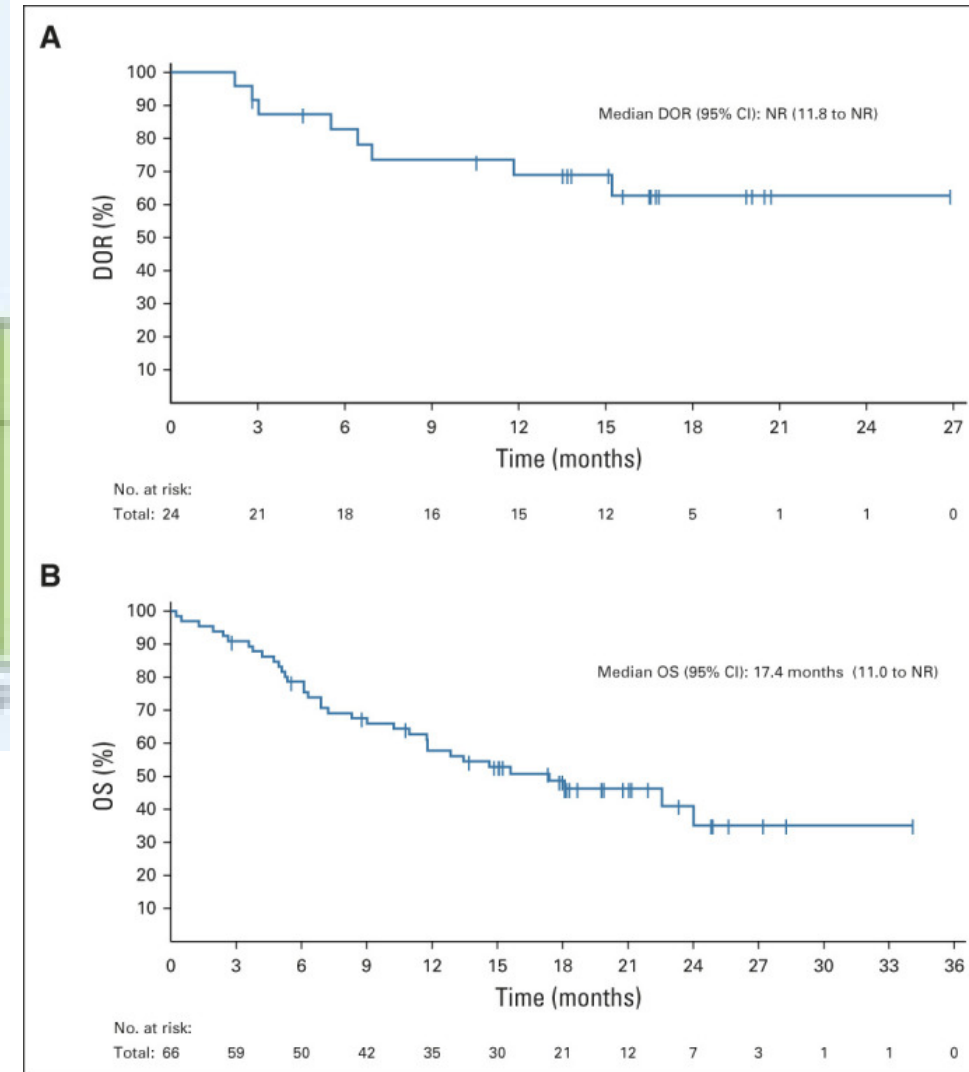 A
100
90
80
70
60
50
40
30
20
10
DOR (%)
Median DOR (95% CI): NR (11.8 to NR)
0 3 6 9 12 15 18 21 24 27
Time (months)
No. at risk:
Total: 24 21 18 16 15 12 5 1 1 0
B
100
90
80
70
60
50
40
30
20
10
OS (%)
Median OS (95% CI): 17.4 months (11.0 to NR)
0 3 6 9 12 15 18 21 24 27 30 33 36
Time (months)
No. at risk:
Total: 66 59 50 42 35 30 21 12 7 3 1 1 0